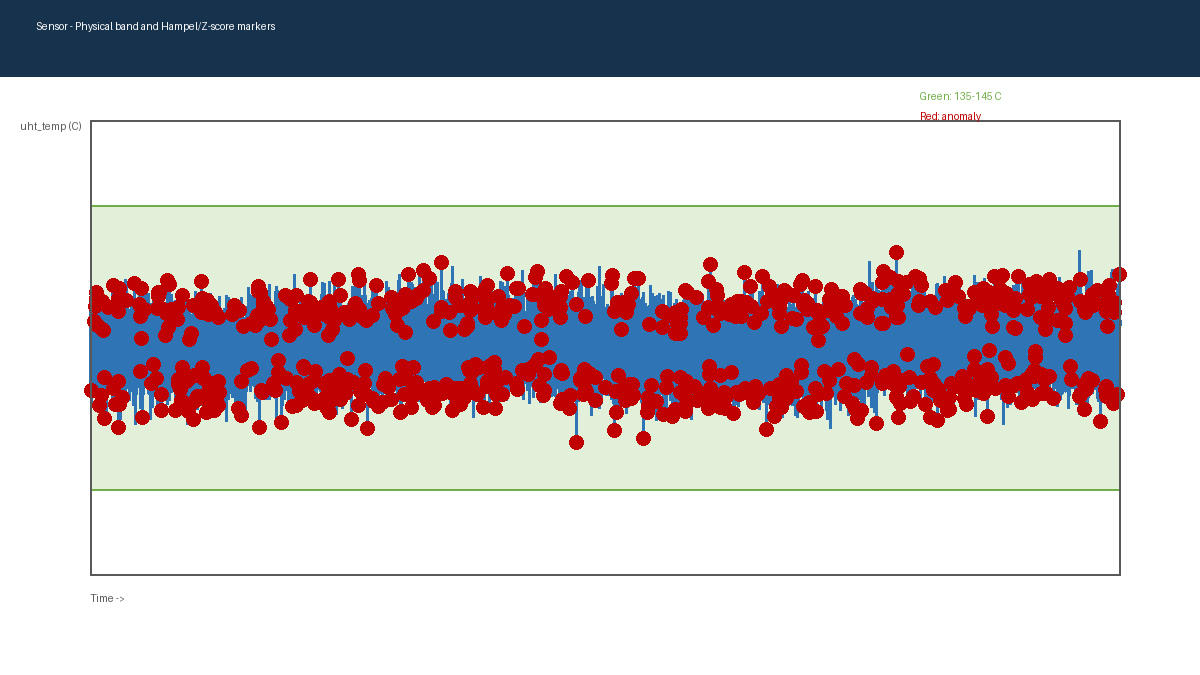 Sensor - Physical band and Hampel/Z-score markers
Green: 135-145 C
Red: anomaly
uht_temp (C)
Time ->